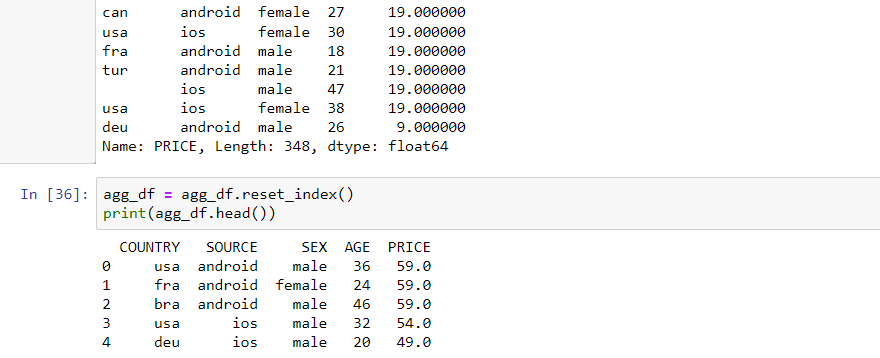 can      android  female  27     19.000000
usa      ios      female  30     19.000000
fra      android  male    18     19.000000
tur      android  male    21     19.000000
         ios      male    47     19.000000
usa      ios      female  38     19.000000
deu      android  male    26      9.000000
Name: PRICE, Length: 348, dtype: float64
In [36]: agg_df = agg_df.reset_index()
print(agg_df.head())
  COUNTRY   SOURCE     SEX  AGE  PRICE
0     usa  android    male   36   59.0
1     fra  android  female   24   59.0
2     bra  android    male   46   59.0
3     usa      ios    male   32   54.0
4     deu      ios    male   20   49.0